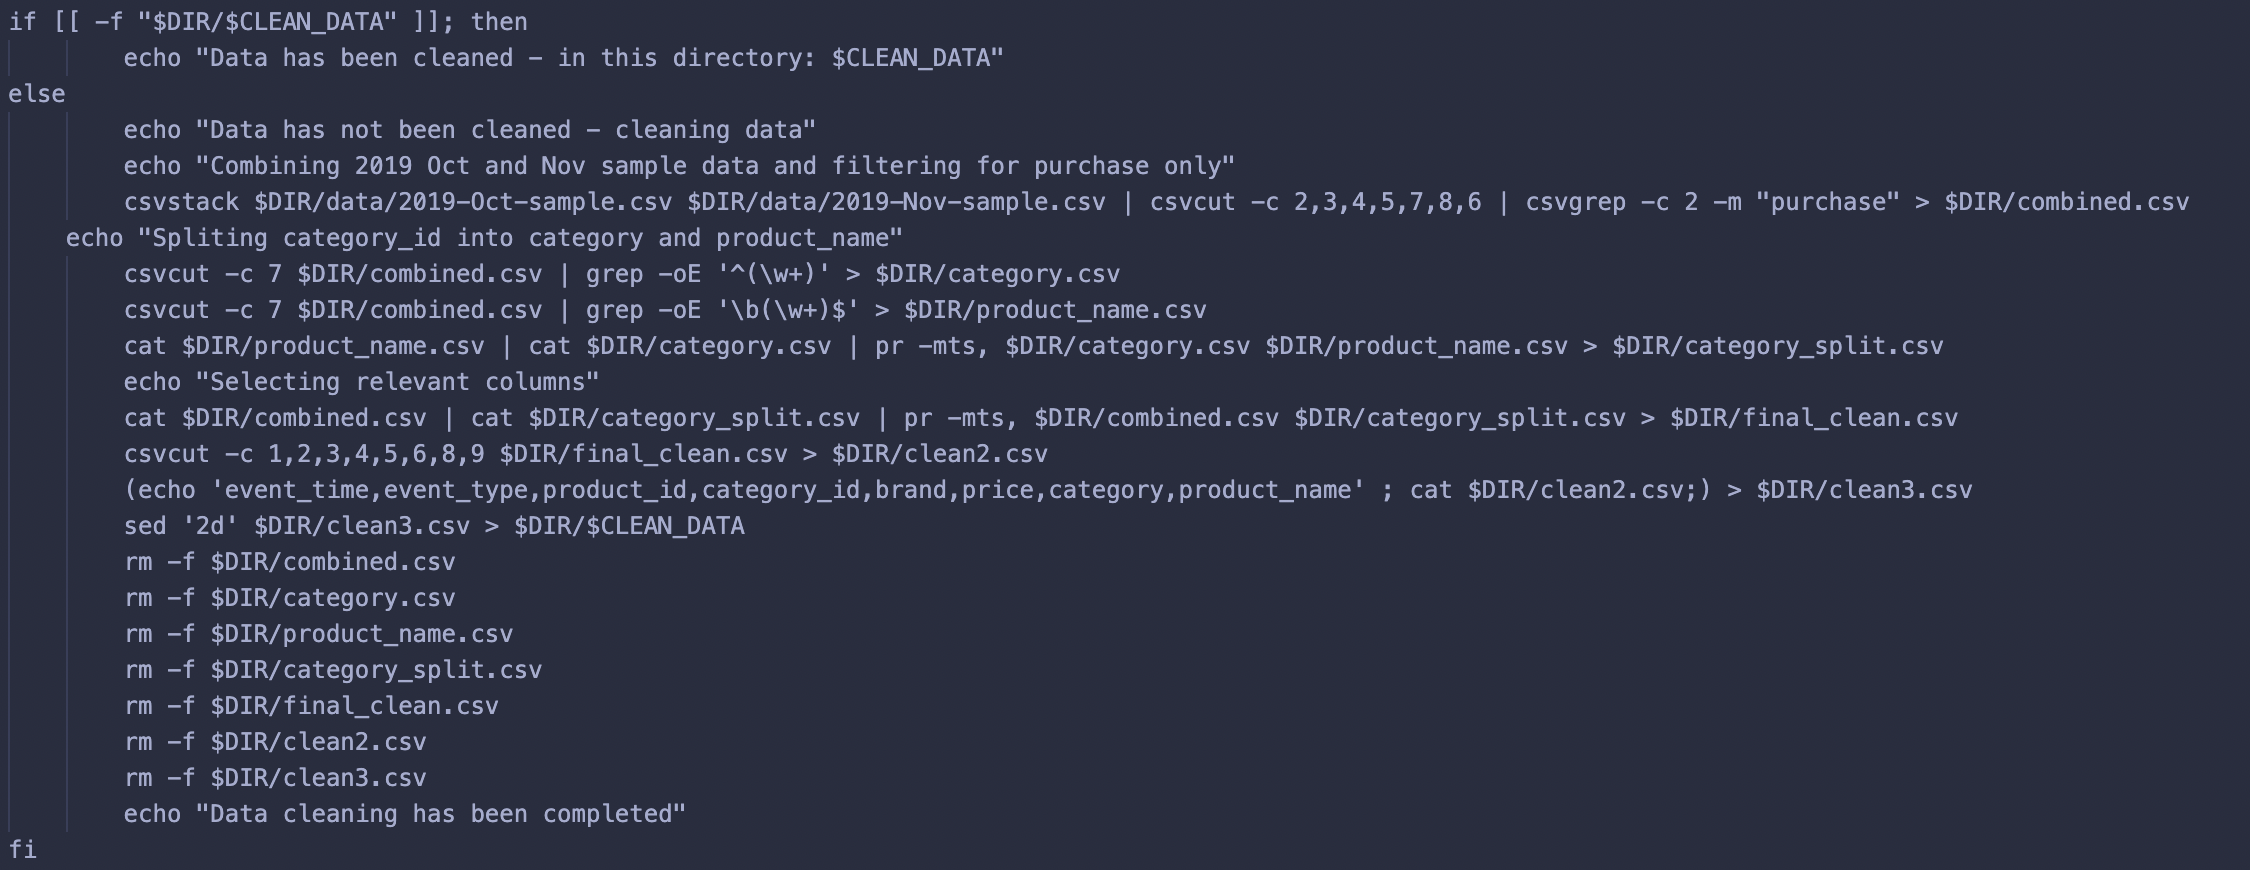 if [[ -f "$DIR/$CLEAN_DATA" ]]; then
echo "Data has been cleaned - in this directory: $CLEAN_DATA"
else
echo "Data has not been cleaned - cleaning data"
echo "Combining 2019 Oct and Nov sample data and filtering for purchase only"
csvstack $DIR/data/2019-Oct-sample.csv $DIR/data/2019-Nov-sample.csv | csvcut -c 2,3,4,5,7,8,6 | csvgrep -c 2 -m "purchase" > $DIR/combined.csv
echo "Spliting category_id into category and product_name"
csvcut -c 7 $DIR/combined.csv | grep -oE '^(\w+)' > $DIR/category.csv
csvcut -c 7 $DIR/combined.csv | grep -oE '\b(\w+)$' > $DIR/product_name.csv
cat $DIR/product_name.csv | cat $DIR/category.csv | pr -mts, $DIR/category.csv $DIR/product_name.csv > $DIR/category_split.csv
echo "Selecting relevant columns"
cat $DIR/combined.csv | cat $DIR/category_split.csv | pr -mts, $DIR/combined.csv $DIR/category_split.csv > $DIR/final_clean.csv
csvcut -c 1,2,3,4,5,6,8,9 $DIR/final_clean.csv > $DIR/clean2.csv
(echo 'event_time,event_type,product_id,category_id,brand,price,category,product_name' ; cat $DIR/clean2.csv;) > $DIR/clean3.csv
sed '2d' $DIR/clean3.csv > $DIR/$CLEAN_DATA
rm -f $DIR/combined.csv
rm -f $DIR/category.csv
rm -f $DIR/product_name.csv
rm -f $DIR/category_split.csv
rm -f $DIR/final_clean.csv
rm -f $DIR/clean2.csv
rm -f $DIR/clean3.csv
echo "Data cleaning has been completed"
fi